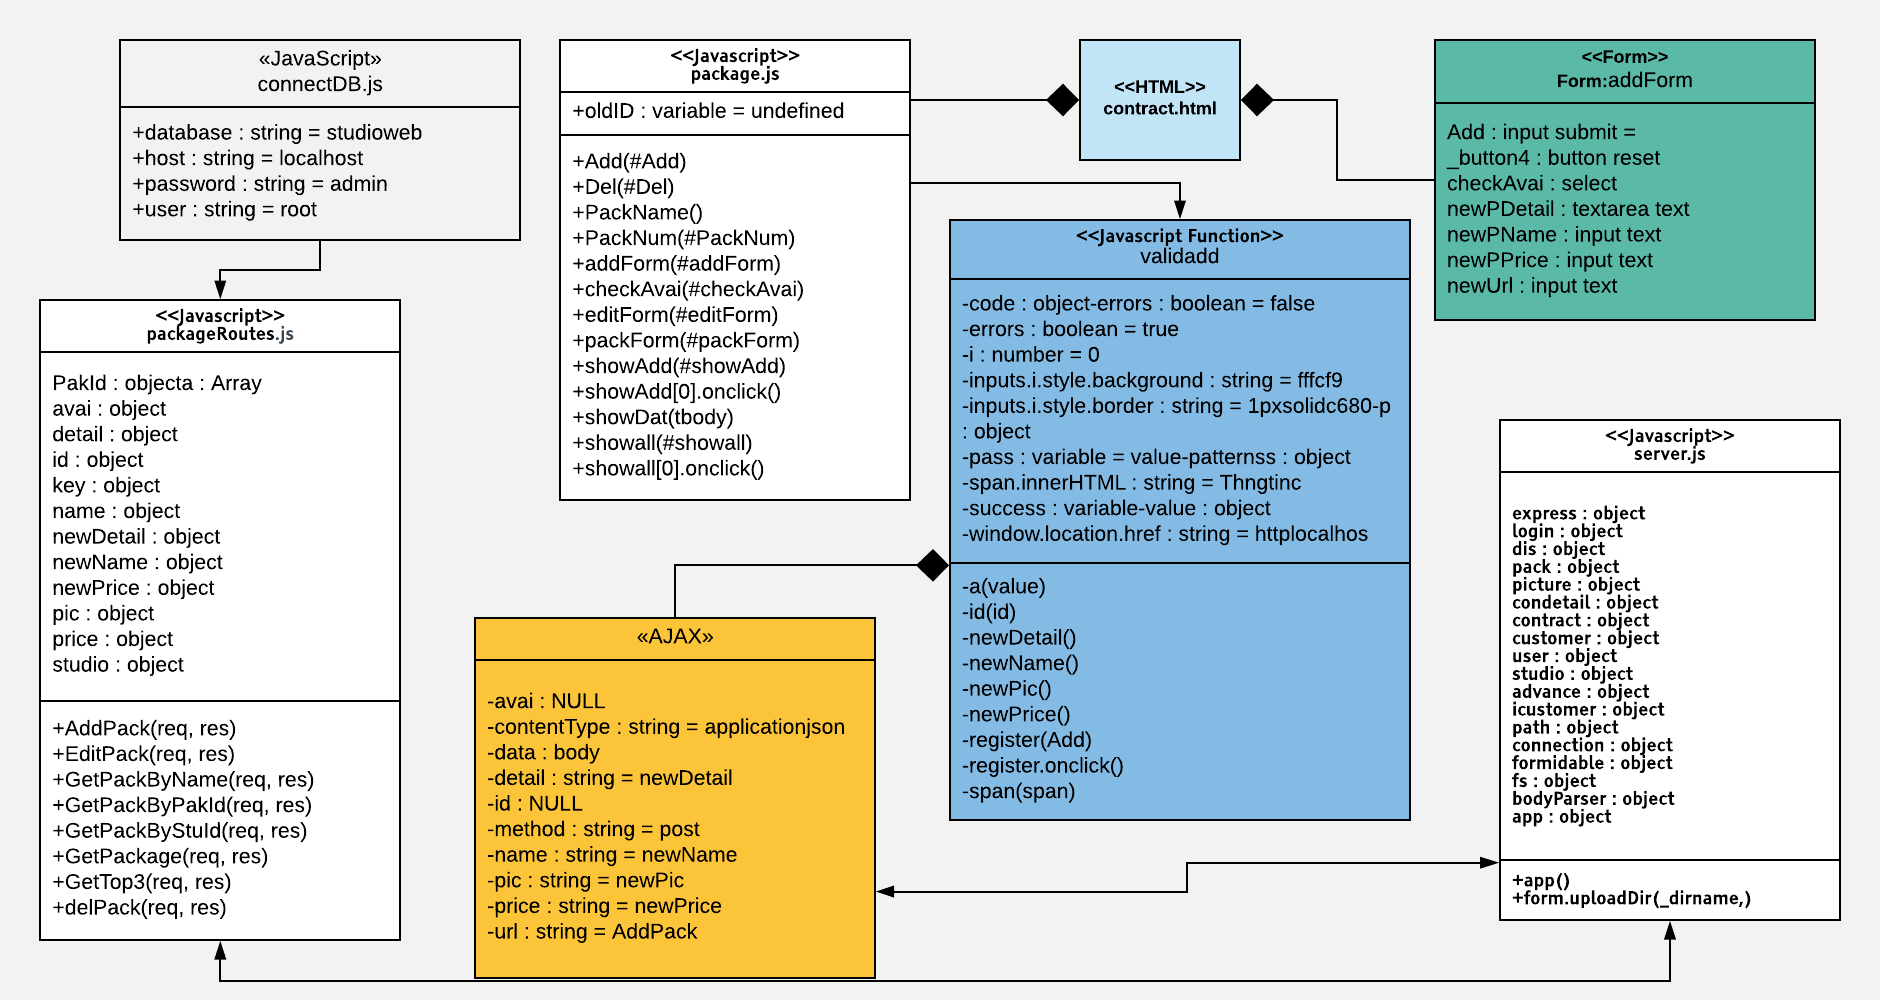 «JavaScript»
connectDB.js
+database : string = studioweb
+host : string = localhost
+password : string = admin
+user : string = root
<<Javascript>>
package.js
+oldID : variable = undefined
+Add(#Add)
+Del(#Del)
+PackName()
+PackNum(#PackNum)
+addForm(#addForm)
+checkAvai(#checkAvai)
+editForm(#editForm)
+packForm(#packForm)
+showAdd(#showAdd)
+showAdd[0].onclick()
+showDat(tbody)
+showall(#showall)
+showall[0].onclick()
<<HTML>>
contract.html
<<Form>>
Form:addForm
Add : input submit =
_button4 : button reset
checkAvai : select
newPDetail : textarea text
newPName : input text
newPPrice : input text
newUrl : input text
<<Javascript Function>>
validadd
-code : object-errors : boolean = false
-errors : boolean = true
-i : number = 0
-inputs.i.style.background : string = fffcf9
-inputs.i.style.border : string = 1pxsolidc680-p
: object
-pass : variable = value-patternss : object
-span.innerHTML : string = Thngtinc
-success : variable-value : object
-window.location.href : string = httplocalhos
-a(value)
-id(id)
-newDetail()
-newName()
-newPic()
-newPrice()
-register(Add)
-register.onclick()
-span(span)
<<Javascript>>
packageRoutes.js
PakId : objecta : Array
avai : object
detail : object
id : object
key : object
name : object
newDetail : object
newName : object
newPrice : object
pic : object
price : object
studio : object
+AddPack(req, res)
+EditPack(req, res)
+GetPackByName(req, res)
+GetPackByPakId(req, res)
+GetPackByStuId(req, res)
+GetPackage(req, res)
+GetTop3(req, res)
+delPack(req, res)
«AJAX»
-avai : NULL
-contentType : string = applicationjson
-data : body
-detail : string = newDetail
-id : NULL
-method : string = post
-name : string = newName
-pic : string = newPic
-price : string = newPrice
-url : string = AddPack
<<Javascript>>
server.js
express : object
login : object
dis : object
pack : object
picture : object
condetail : object
contract : object
customer : object
user : object
studio : object
advance : object
icustomer : object
path : object
connection : object
formidable : object
fs : object
bodyParser : object
app : object
+app()
+form.uploadDir(_dirname,)